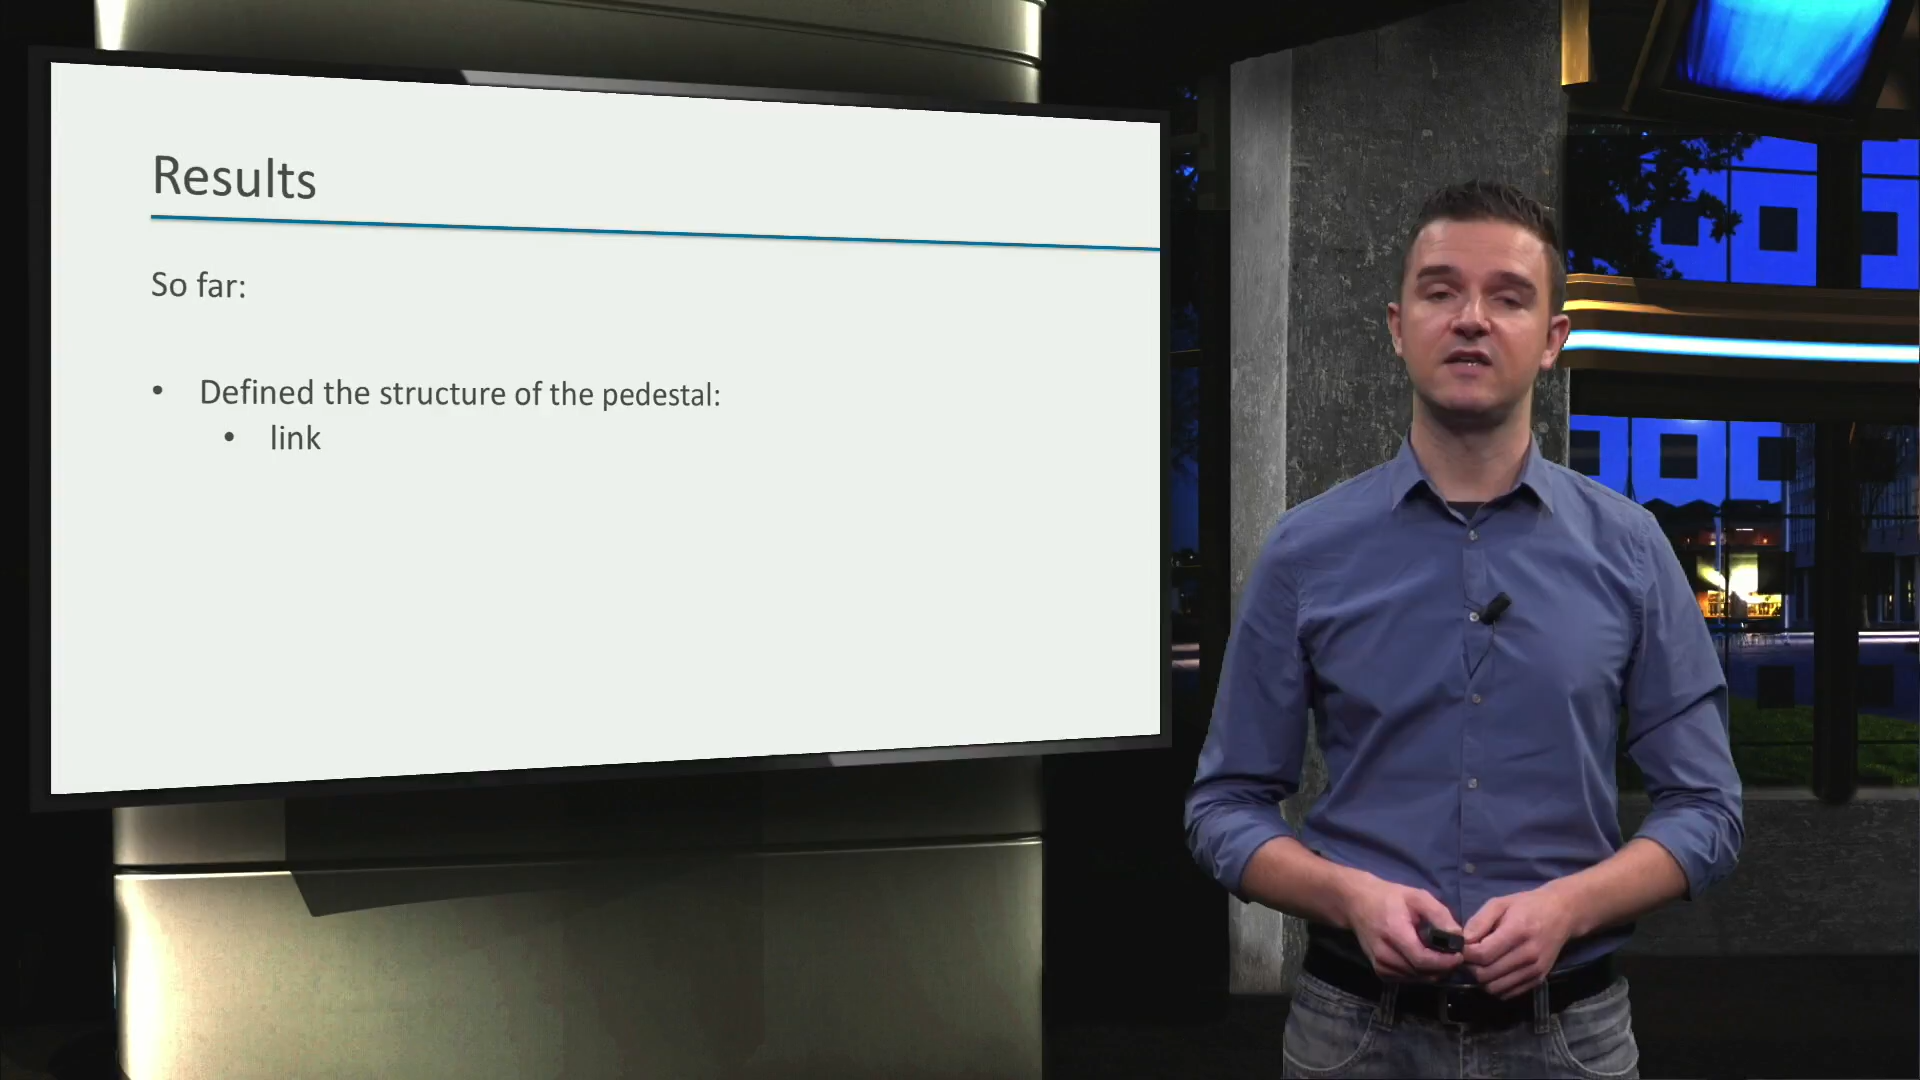 Results
So far:
• Defined the structure of the pedestal:
• link